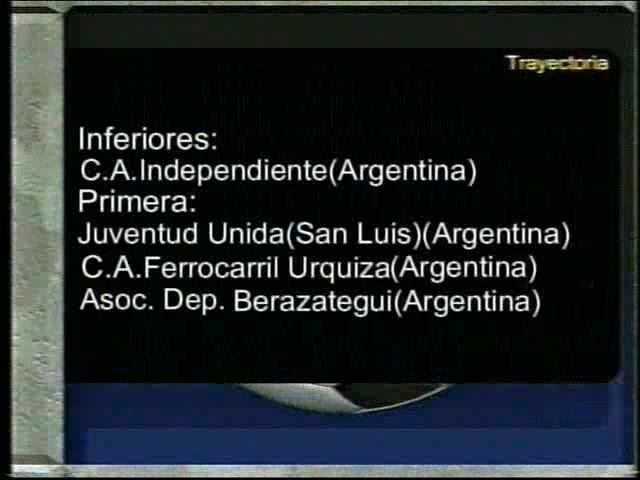 Trayectoria
Inferiores:
C.A.Independiente(Argentina)
Primera:
Juventud Unida(San Luis)(Argentina)
C.A.Ferrocarril Urquiza(Argentina)
Asoc. Dep. Berazategui(Argentina)